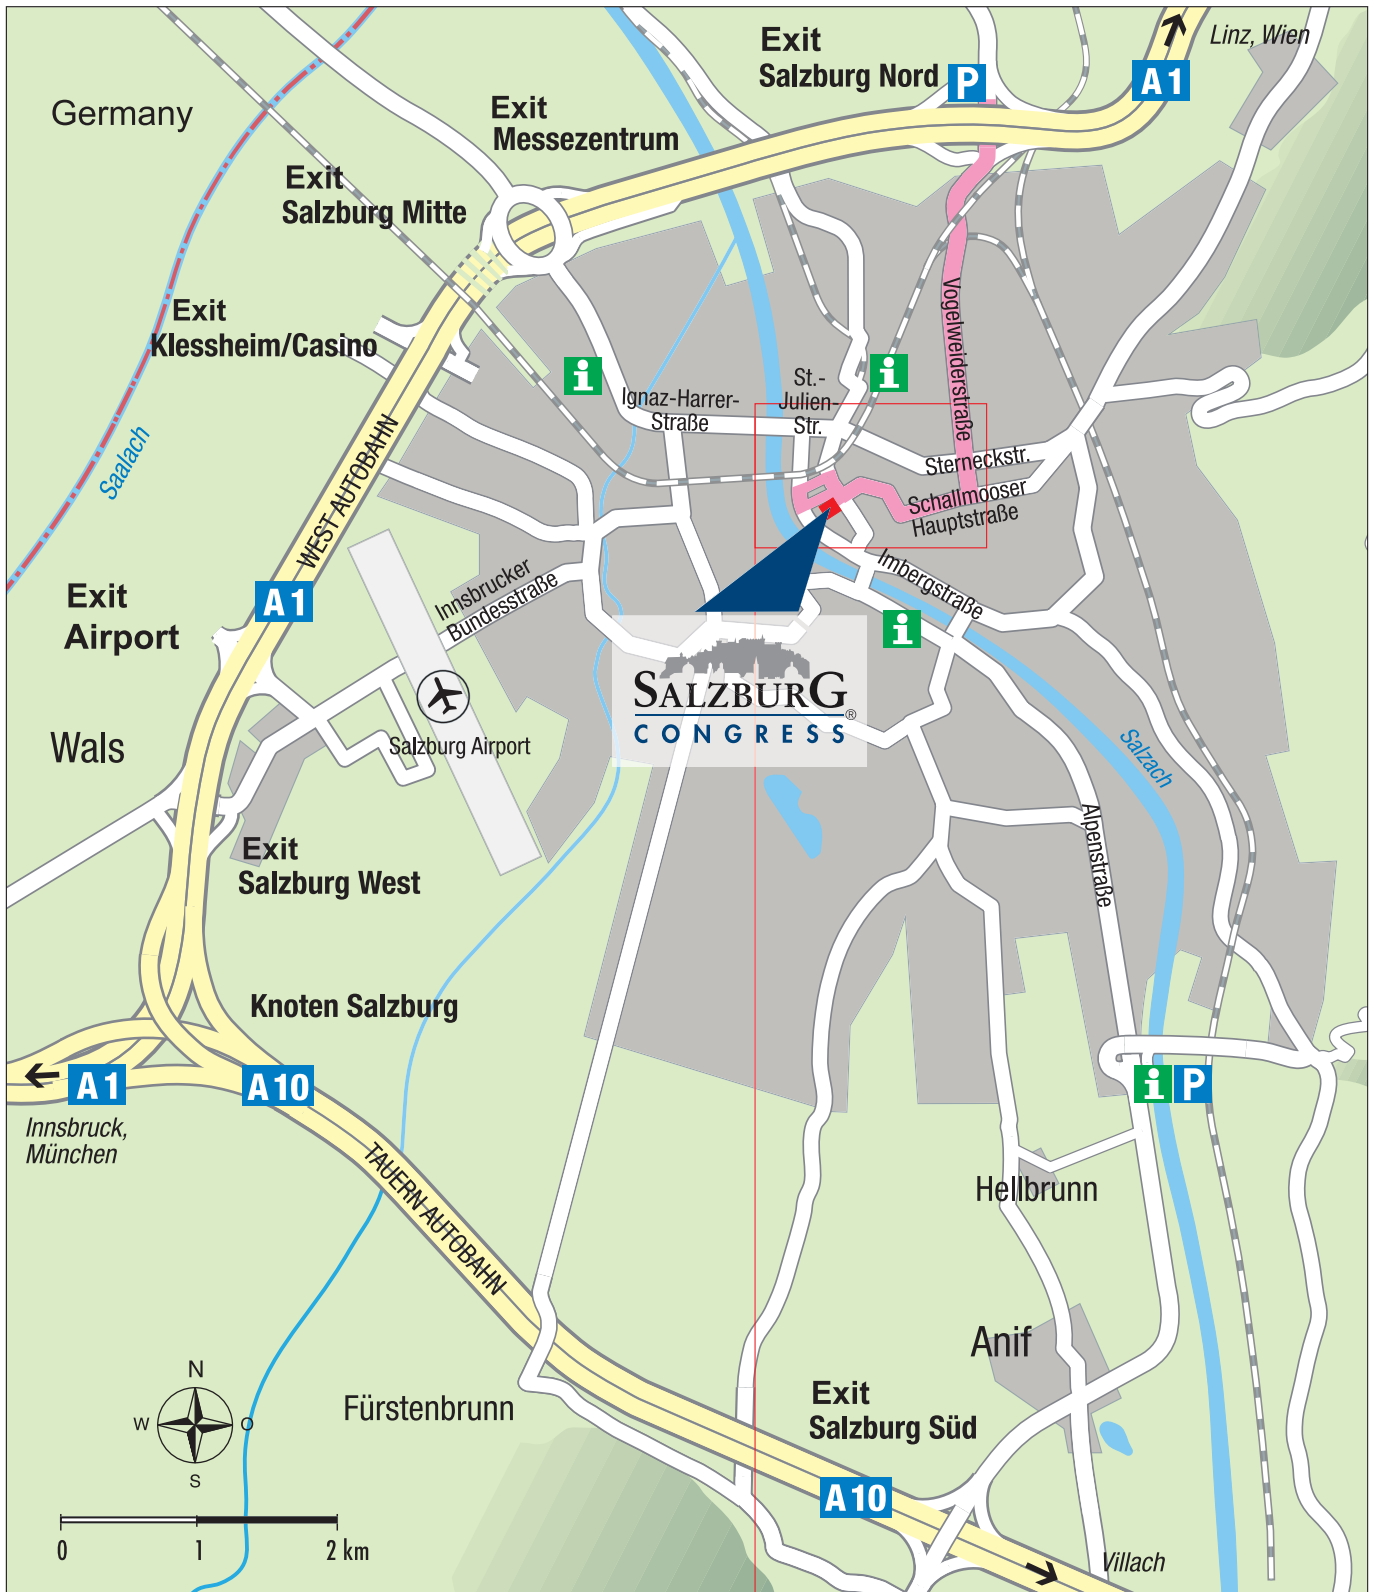 Linz, Wien
Exit
Salzburg Nord
P
A1
Germany
Exit
Messezentrum
Exit
Salzburg Mitte
Exit
Klessheim/Casino
i
i
St.-
Julien-
Str.
Ignaz-Harrer-
Straße
Vogelweiderstraße
Saalach
WEST AUTOBAHN
Sterneckstr.
Schallmooser
Hauptstraße
Innsbrucker
Bundesstraße
Imbergstraße
Exit
Airport
A1
i
SALZBURG
®
CONGRESS
Wals
Salzburg Airport
Salzach
Alpenstraße
Exit
Salzburg West
Knoten Salzburg
A1
A10
i
P
Innsbruck,
München
TAUERN AUTOBAHN
Hellbrunn
Anif
N
W
O
S
Fürstenbrunn
Exit
Salzburg Süd
A10
0
1
2 km
Villach